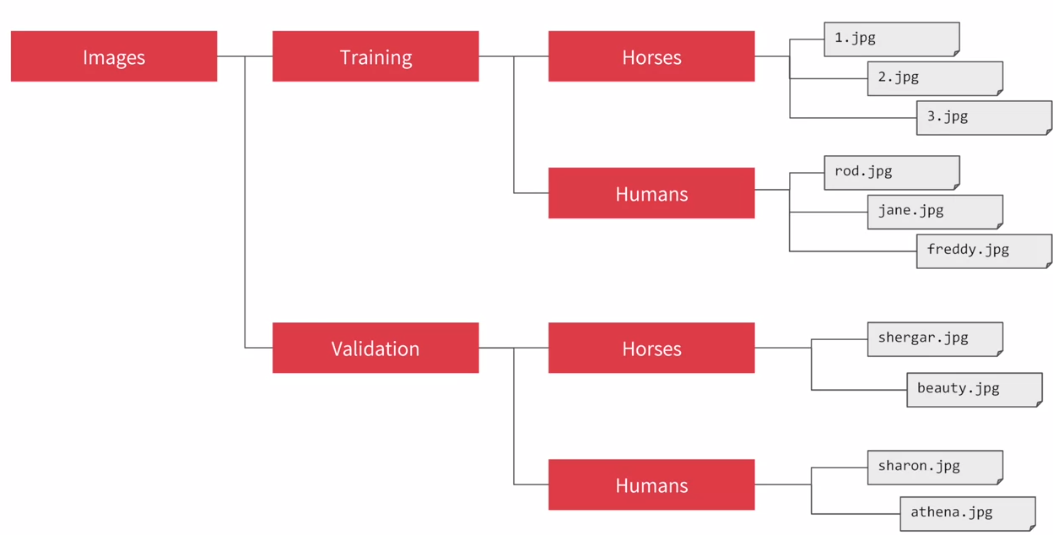 Images
Training
Horses
1.jpg
2.jpg
3.jpg
Humans
rod.jpg
jane.jpg
freddy.jpg
Validation
Horses
shergar.jpg
beauty.jpg
Humans
sharon.jpg
athena.jpg